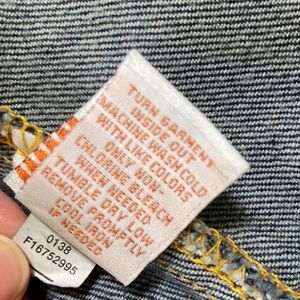 TURN GARMENT
INSIDE OUT
MACHINE WASH COLD
WITH LIKE COLORS
ONLY NON-
CHLORINE BLEACH
WHEN NEEDED
TUMBLE DRY LOW
REMOVE PROMPTLY
COOL IRON
IF NEEDED
0138
F16752995